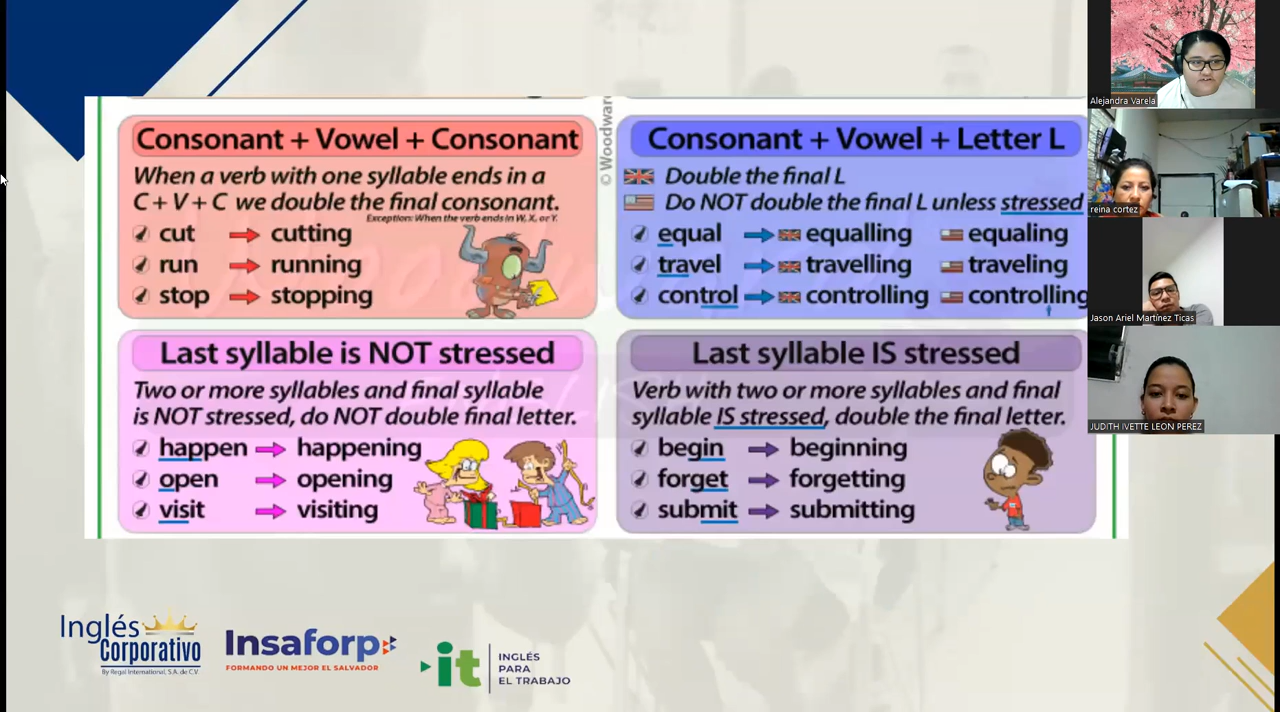 Consonant + Vowel + Consonant
When a verb with one syllable ends in a
C + V + C we double the final consonant.
Exception: When the verb ends in W, X, or Y.
cut cutting
run running
stop stopping
© Woodwar
Consonant + Vowel + Letter L
Double the final L
Do NOT double the final L unless stressed
equal equalling equaling
travel travelling traveling
control controlling controlling
Last syllable is NOT stressed
Two or more syllables and final syllable
is NOT stressed, do NOT double final letter.
happen happening
open opening
visit visiting
Last syllable IS stressed
Verb with two or more syllables and final
syllable IS stressed, double the final letter.
begin beginning
forget forgetting
submit submitting
Alejandra Varela
reina cortez
Jason Ariel Martínez Ticas
JUDITH IVETTE LEON PEREZ
Inglés
Corporativo
By Regal International, S.A. de C.V.
Insaforp
FORMANDO UN MEJOR EL SALVADOR
it
INGLÉS
PARA
EL TRABAJO